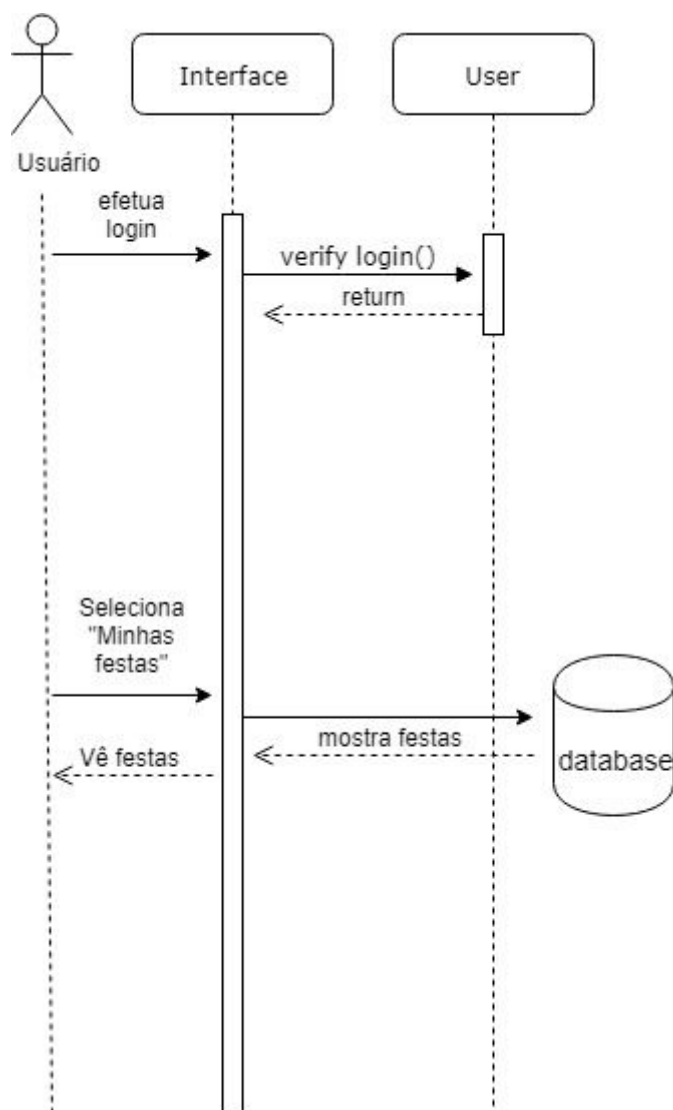 Interface
User
Usuário
efetua
login
verify login()
return
Seleciona
"Minhas
festas"
mostra festas
Vê festas
database